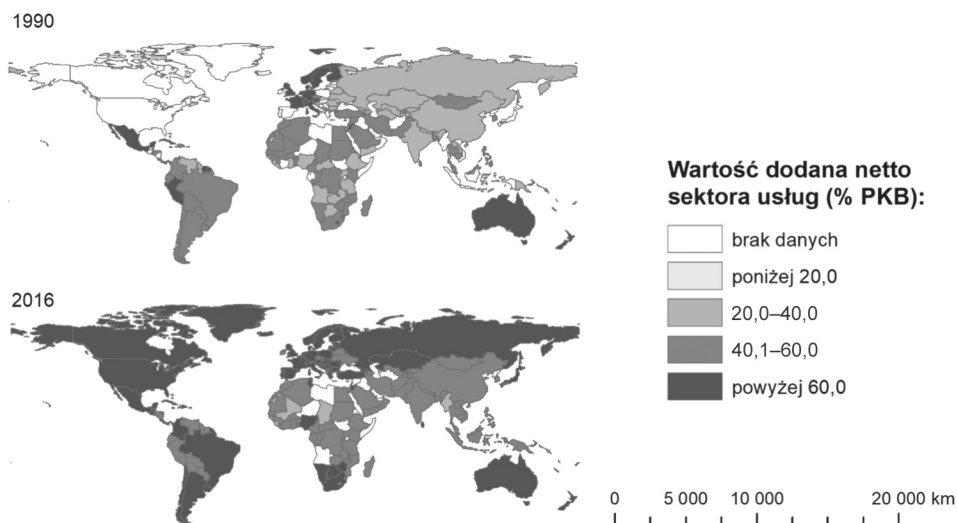 1990
2016
Wartość dodana netto
sektora usług (% PKB):
brak danych
poniżej 20,0
20,0–40,0
40,1–60,0
powyżej 60,0
0 5 000 10 000 20 000 km